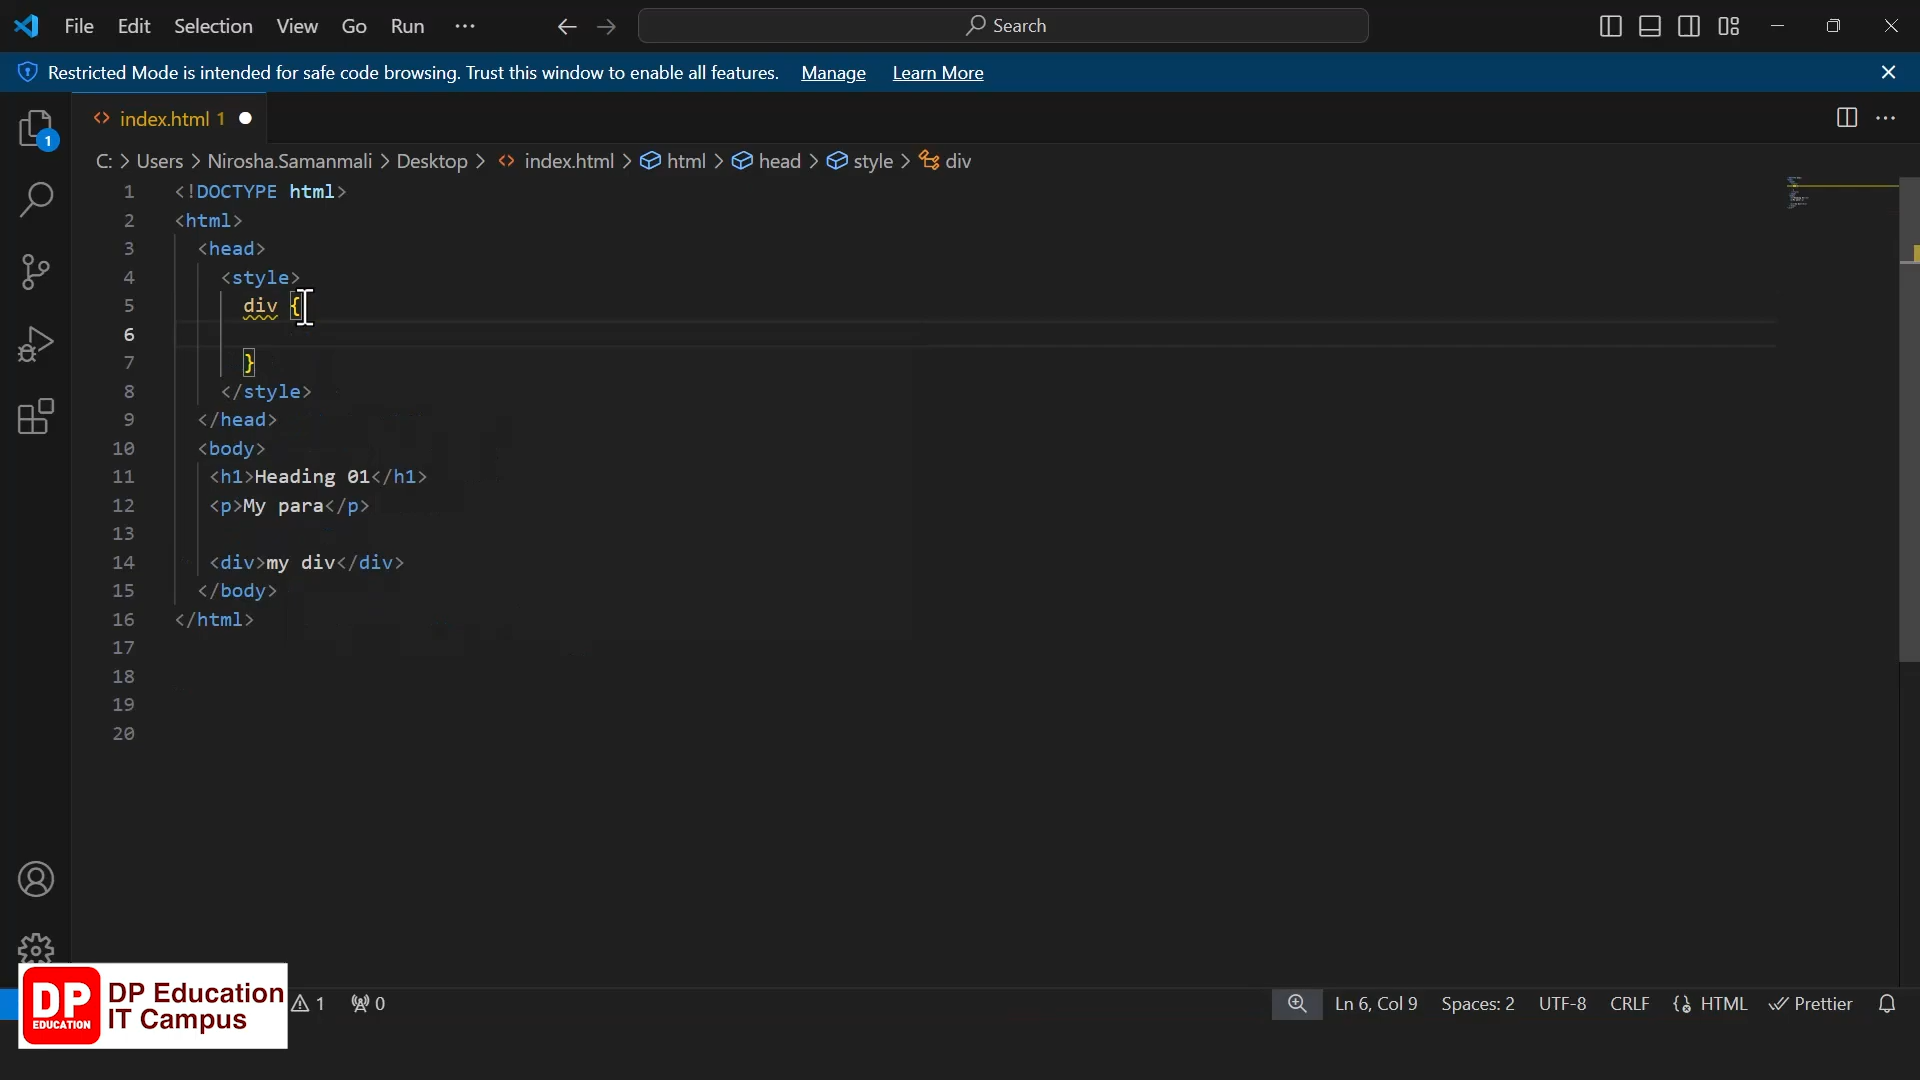 File Edit Selection View Go Run ··· Search
Restricted Mode is intended for safe code browsing. Trust this window to enable all features. Manage Learn More
index.html 1
C: > Users > Nirosha.Samanmali > Desktop > index.html > html > head > style > div
1 <!DOCTYPE html>
2 <html>
3 <head>
4 <style>
5 div {
6
7 }
8 </style>
9 </head>
10 <body>
11 <h1>Heading 01</h1>
12 <p>My para</p>
13
14 <div>my div</div>
15 </body>
16 </html>
17
18
19
20
1
DP EDUCATION
DP Education
IT Campus
1 0 Ln 6, Col 9 Spaces: 2 UTF-8 CRLF HTML Prettier